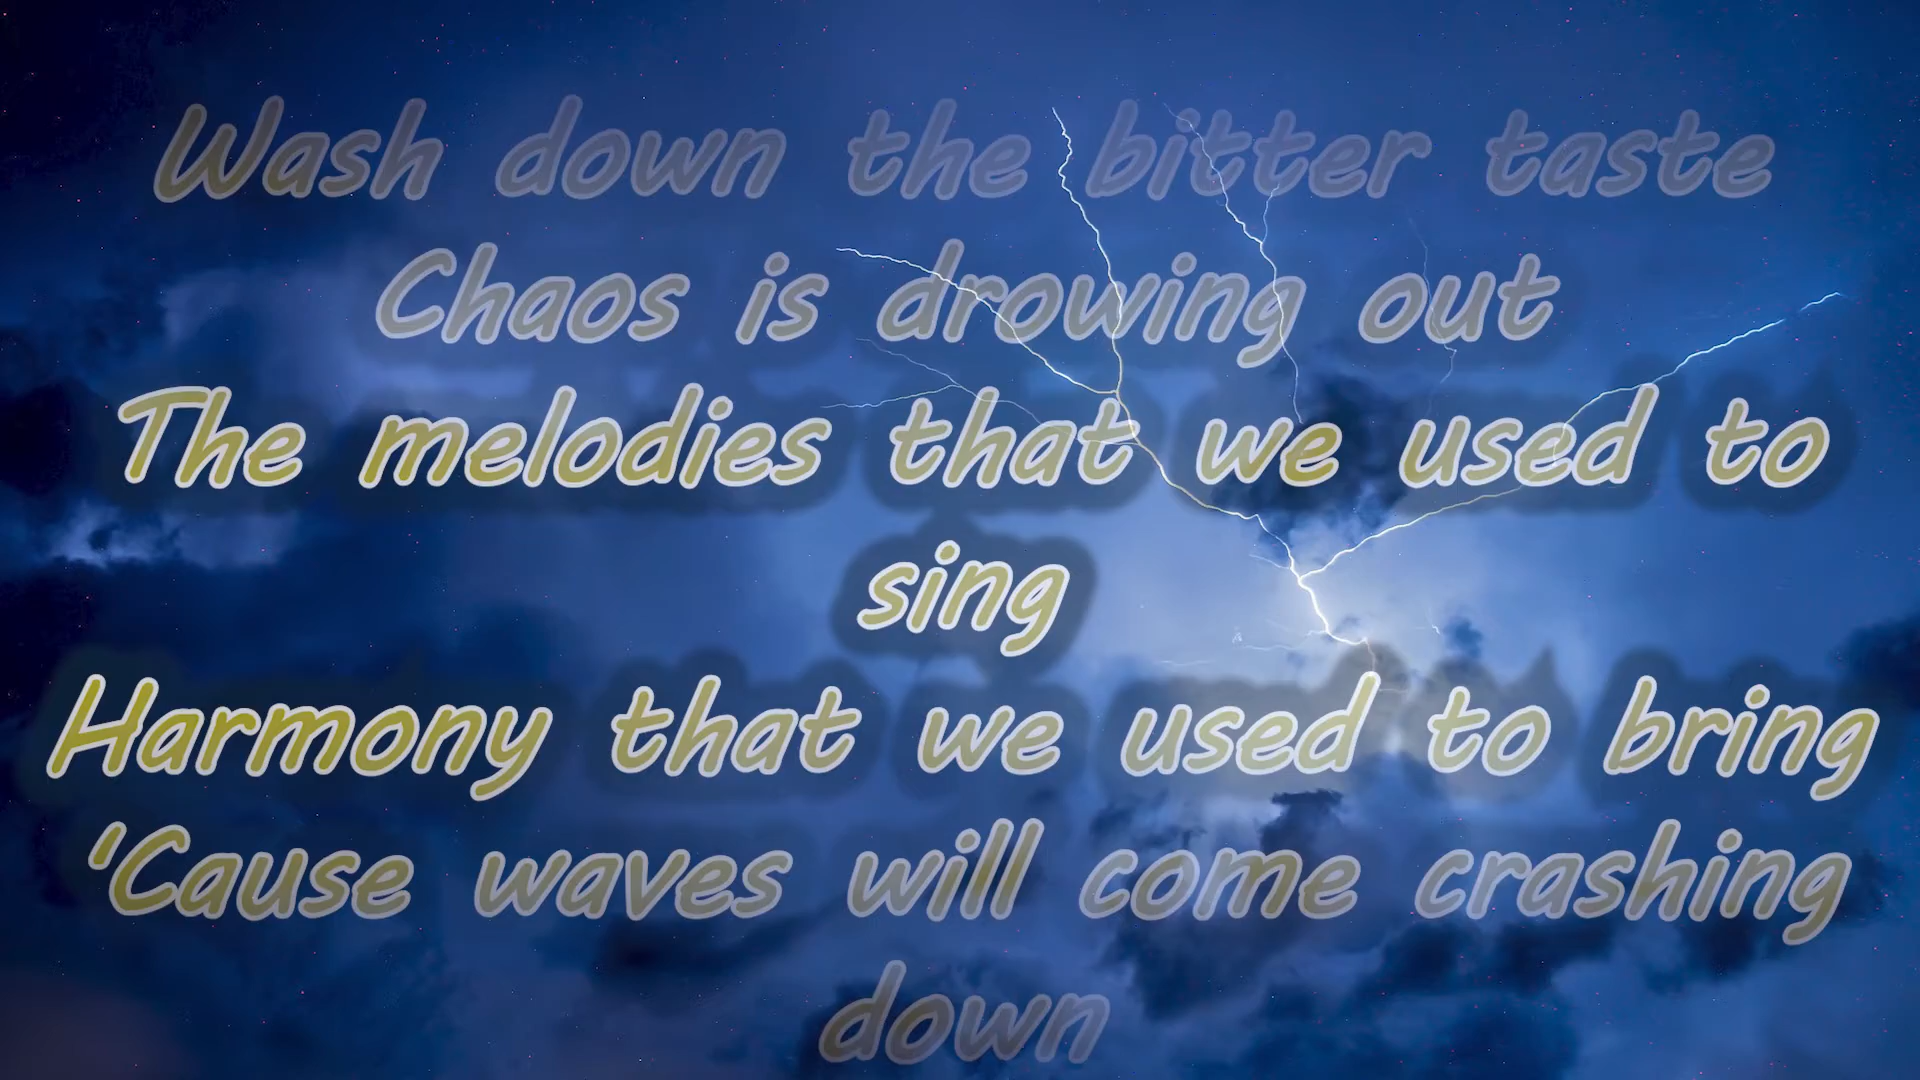 Wash down the bitter taste
Chaos is drowing out
The melodies that we used to
sing
Harmony that we used to bring
'Cause waves will come crashing
down